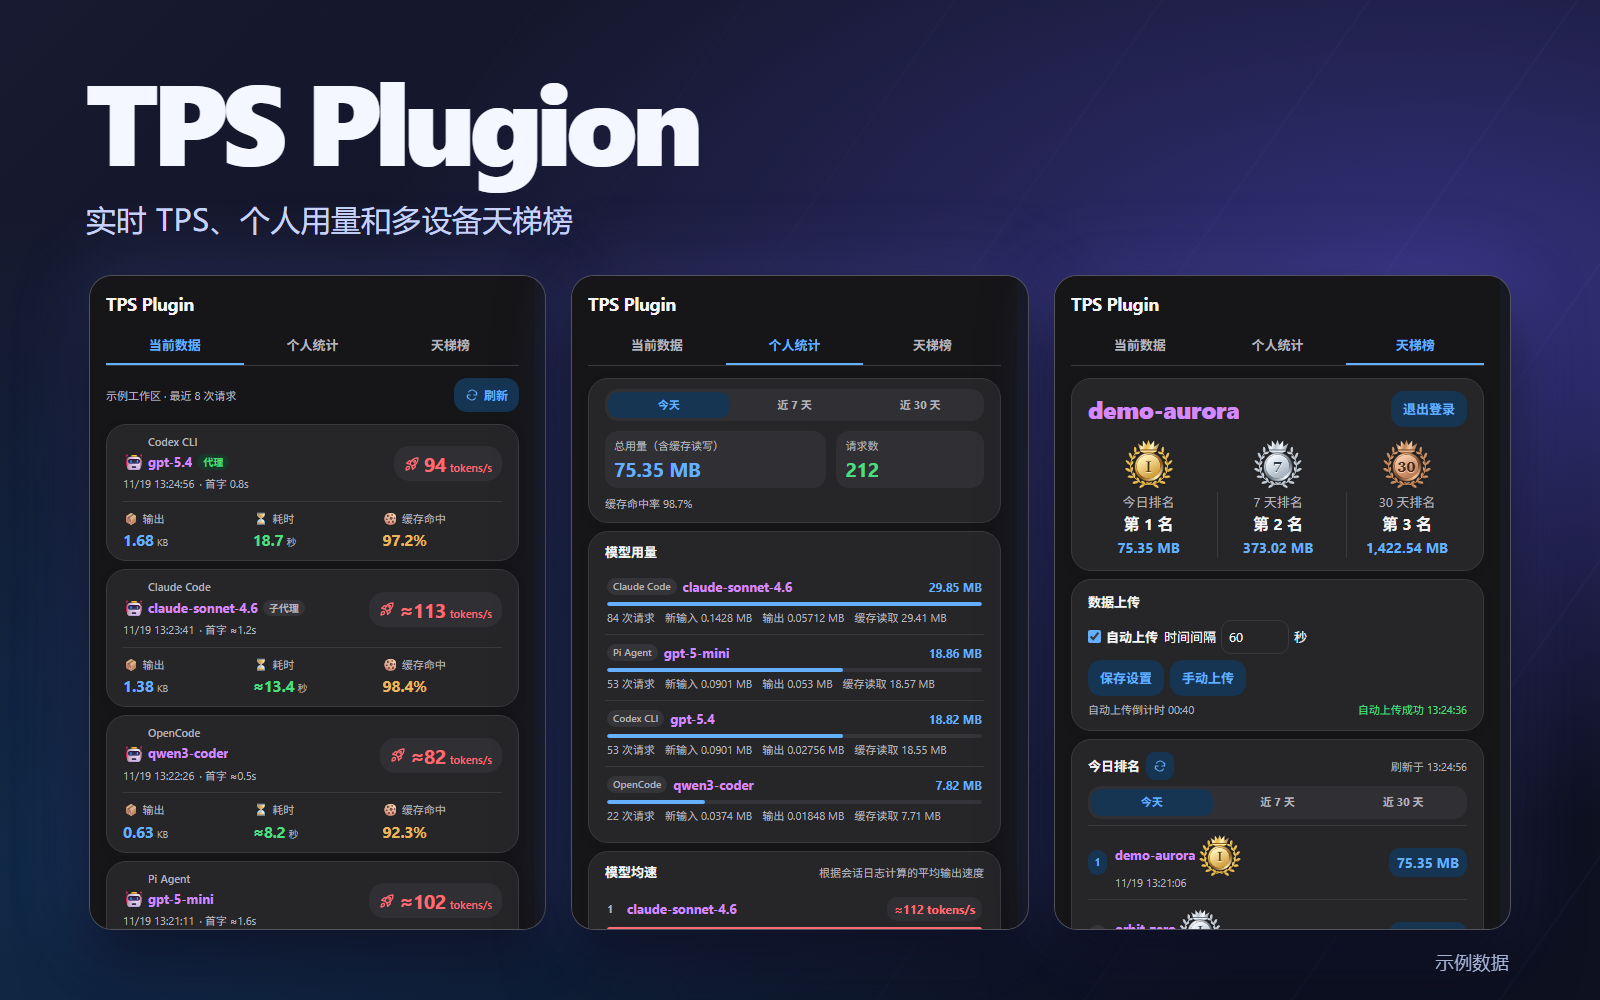 TPS Plugion
实时 TPS、个人用量和多设备天梯榜
TPS Plugin
当前数据 个人统计 天梯榜
示例工作区 · 最近 8 次请求 刷新
Codex CLI
gpt-5.4 代理 94 tokens/s
11/19 13:24:56 · 首字 0.8s
输出 耗时 缓存命中
1.68 KB 18.7 秒 97.2%
Claude Code
claude-sonnet-4.6 子代理 ≈113 tokens/s
11/19 13:23:41 · 首字 ≈1.2s
输出 耗时 缓存命中
1.38 KB ≈13.4 秒 98.4%
OpenCode
qwen3-coder ≈82 tokens/s
11/19 13:22:26 · 首字 ≈0.5s
输出 耗时 缓存命中
0.63 KB ≈8.2 秒 92.3%
Pi Agent
gpt-5-mini ≈102 tokens/s
11/19 13:21:11 · 首字 ≈1.6s
TPS Plugin
当前数据 个人统计 天梯榜
今天 近 7 天 近 30 天
总用量（含缓存读写） 请求数
75.35 MB 212
缓存命中率 98.7%
模型用量
Claude Code claude-sonnet-4.6 29.85 MB
84 次请求 新输入 0.1428 MB 输出 0.05712 MB 缓存读取 29.41 MB
Pi Agent gpt-5-mini 18.86 MB
53 次请求 新输入 0.0901 MB 输出 0.053 MB 缓存读取 18.57 MB
Codex CLI gpt-5.4 18.82 MB
53 次请求 新输入 0.0901 MB 输出 0.02756 MB 缓存读取 18.55 MB
OpenCode qwen3-coder 7.82 MB
22 次请求 新输入 0.0374 MB 输出 0.01848 MB 缓存读取 7.71 MB
模型均速 根据会话日志计算的平均输出速度
1 claude-sonnet-4.6 ≈112 tokens/s
TPS Plugin
当前数据 个人统计 天梯榜
demo-aurora 退出登录
1 7 30
今日排名 7 天排名 30 天排名
第 1 名 第 2 名 第 3 名
75.35 MB 373.02 MB 1,422.54 MB
数据上传
自动上传 时间间隔 60 秒
保存设置 手动上传
自动上传倒计时 00:40 自动上传成功 13:24:36
今日排名 刷新于 13:24:56
今天 近 7 天 近 30 天
1 demo-aurora 1 75.35 MB
11/19 13:21:06
示例数据